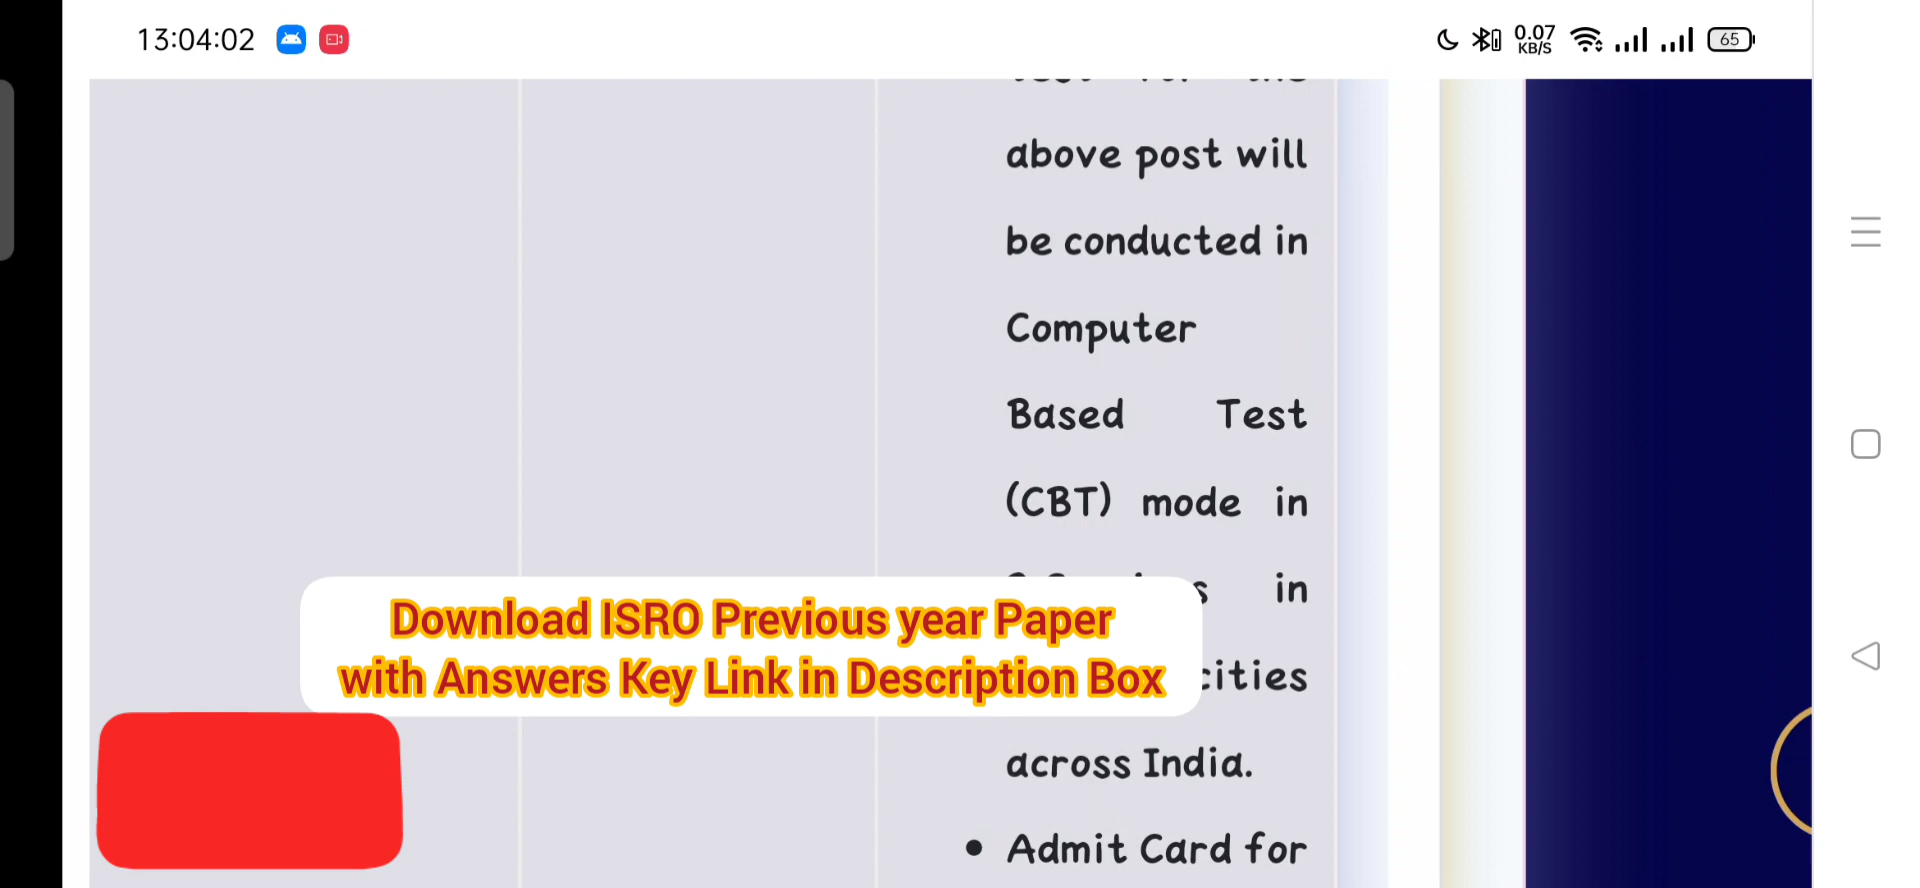 13:04:02
0.07
KB/S
65
above post will
be conducted in
Computer
Based Test
(CBT) mode in
in
Download ISRO Previous year Paper
with Answers Key Link in Description Box
cities
across India.
• Admit Card for